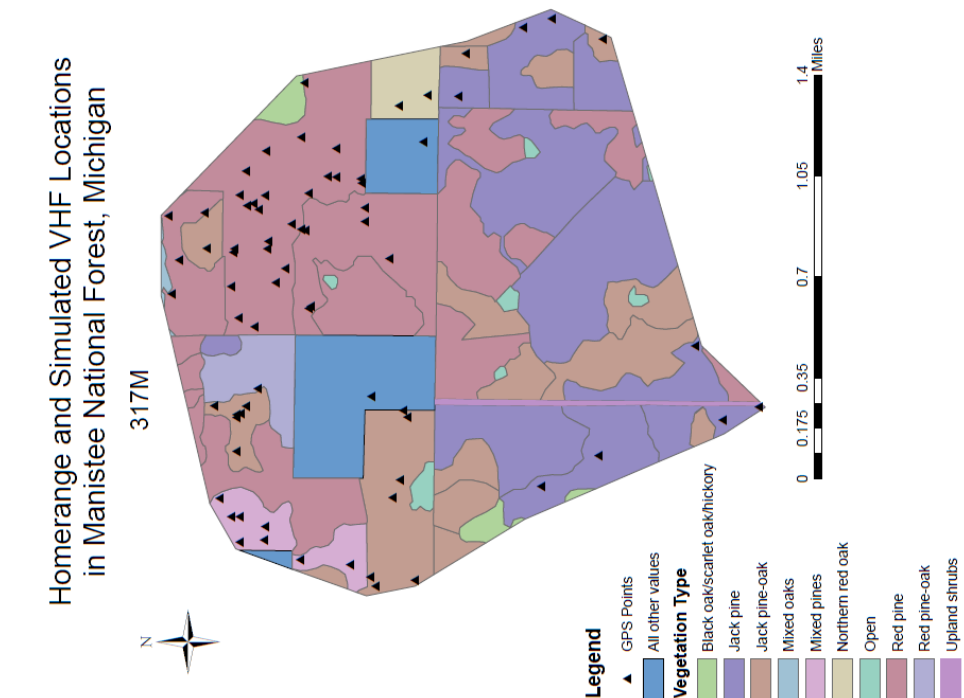 Homerange and Simulated VHF Locations
in Manistee National Forest, Michigan
317M
N
Legend
GPS Points
All other values
Vegetation Type
Black oak/scarlet oak/hickory
Jack pine
Jack pine-oak
Mixed oaks
Mixed pines
Northern red oak
Open
Red pine
Red pine-oak
Upland shrubs
0 0.175 0.35 0.7 1.05 1.4
Miles